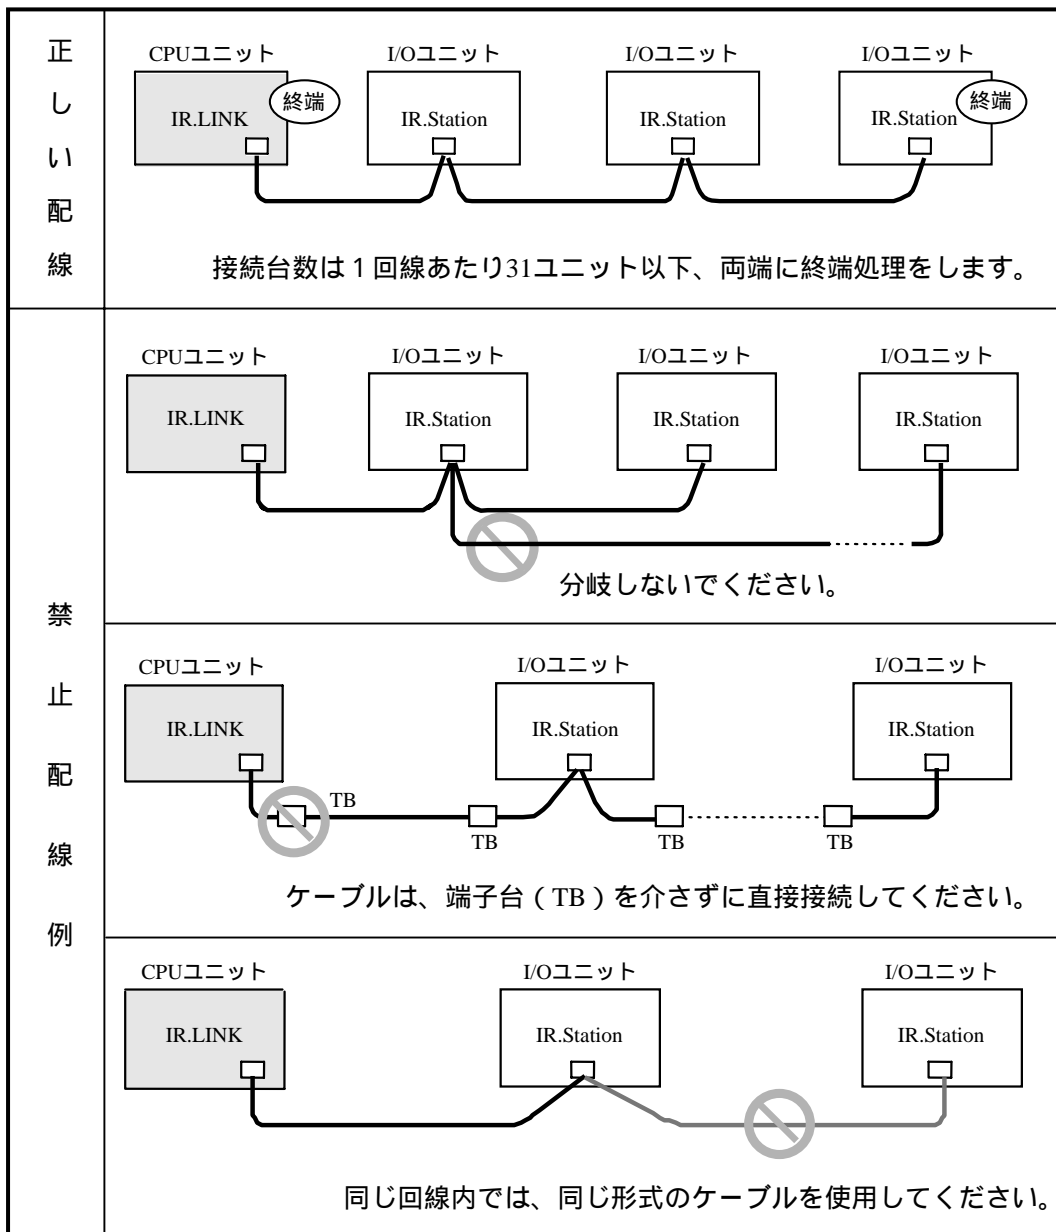 正しい配線
CPUユニット I/Oユニット I/Oユニット I/Oユニット
終端 終端
IR.LINK IR.Station IR.Station IR.Station
接続台数は１回線あたり31ユニット以下、両端に終端処理をします。
禁止配線例
CPUユニット I/Oユニット I/Oユニット I/Oユニット
IR.LINK IR.Station IR.Station IR.Station
分岐しないでください。
CPUユニット I/Oユニット I/Oユニット
IR.LINK IR.Station IR.Station
TB
TB TB TB
ケーブルは、端子台（TB）を介さずに直接接続してください。
CPUユニット I/Oユニット I/Oユニット
IR.LINK IR.Station IR.Station
同じ回線内では、同じ形式のケーブルを使用してください。